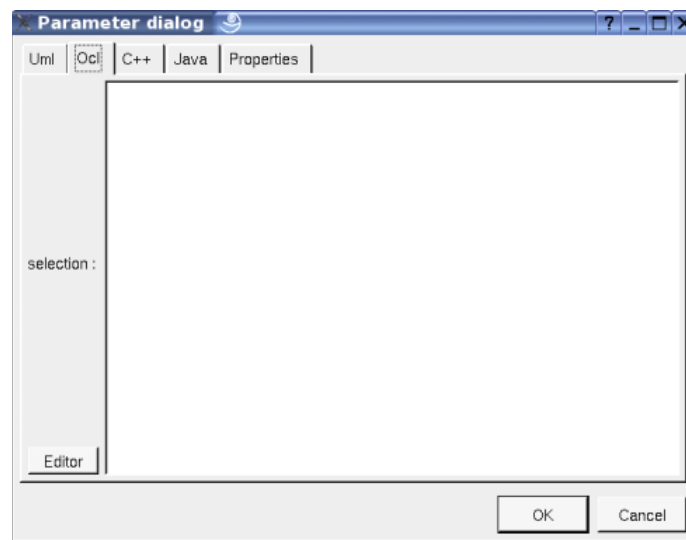 Parameter dialog ? _
Uml Ocl C++ Java Properties
selection :
Editor
OK Cancel